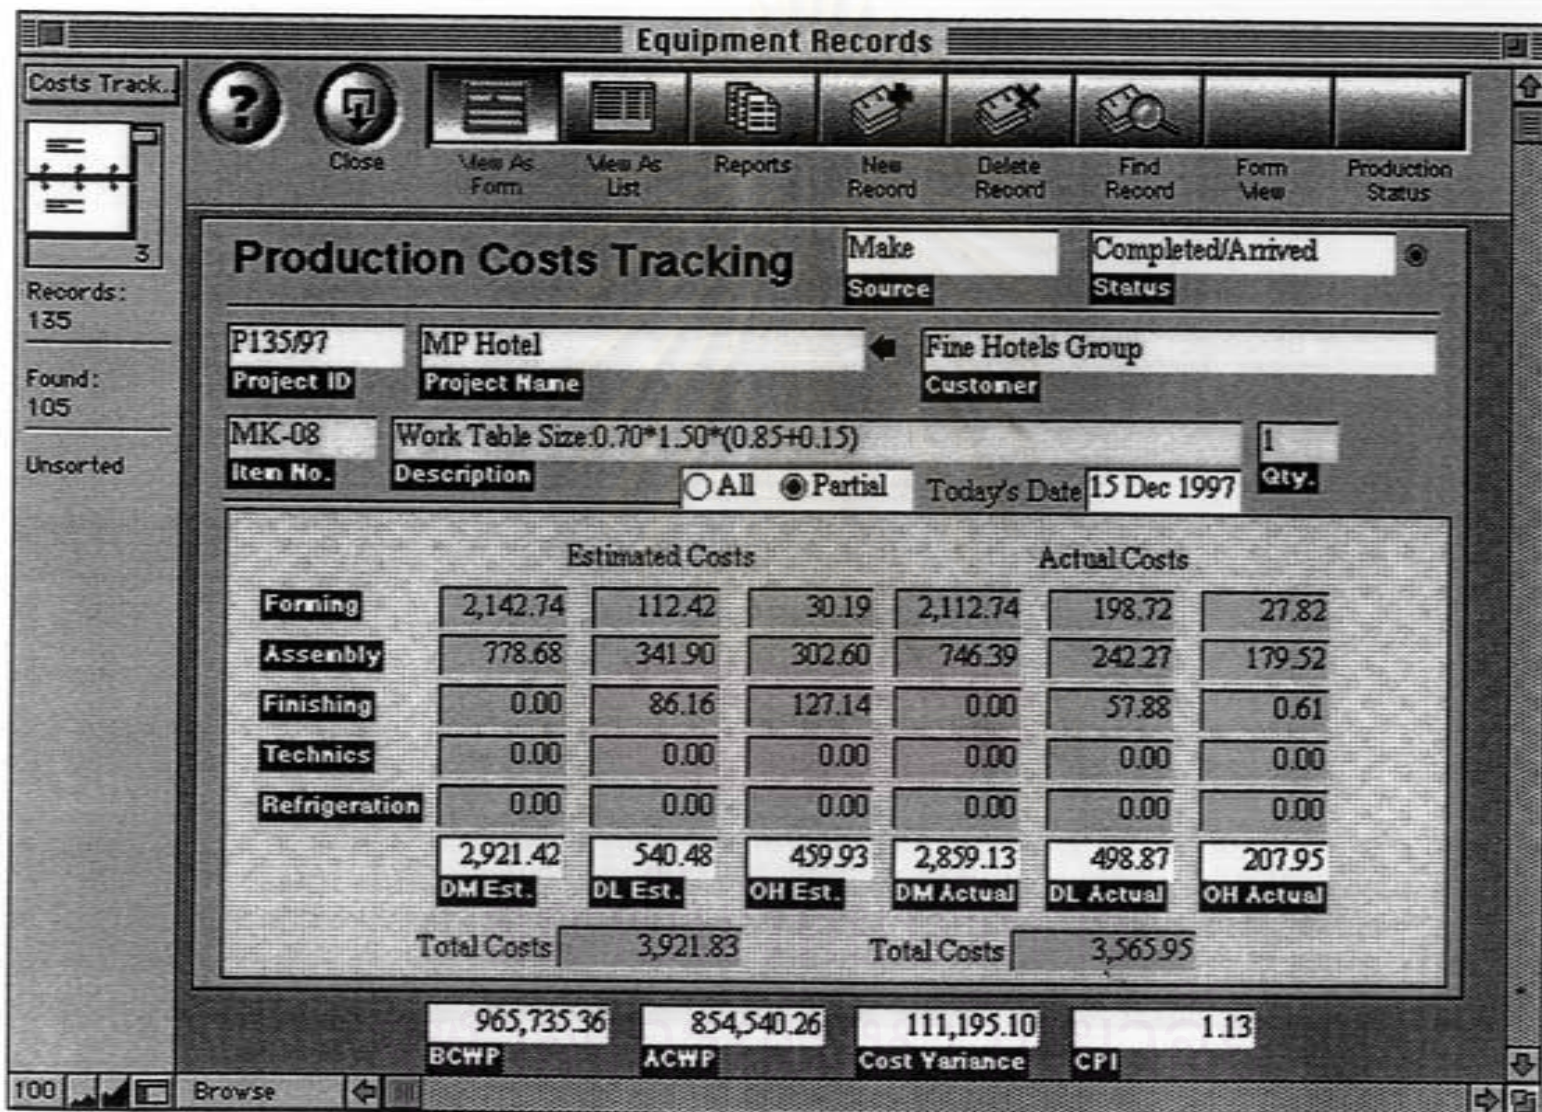 Equipment Records
Costs Track..
3
Records:
135
Found:
105
Unsorted
?
Close
View As Form
View As List
Reports
New Record
Delete Record
Find Record
Form View
Production Status
Production Costs Tracking
Make
Source
Completed/Arrived
Status
P135/97
Project ID
MP Hotel
Project Name
Fine Hotels Group
Customer
MK-08
Item No.
Work Table Size:0.70*1.50*(0.85+0.15)
Description
1
Qty.
All Partial Today's Date 15 Dec 1997
Estimated Costs Actual Costs
Forming 2,142.74 112.42 30.19 2,112.74 198.72 27.82
Assembly 778.68 341.90 302.60 746.39 242.27 179.52
Finishing 0.00 86.16 127.14 0.00 57.88 0.61
Technics 0.00 0.00 0.00 0.00 0.00 0.00
Refrigeration 0.00 0.00 0.00 0.00 0.00 0.00
2,921.42 540.48 459.93 2,859.13 498.87 207.95
DM Est. DL Est. OH Est. DM Actual DL Actual OH Actual
Total Costs 3,921.83 Total Costs 3,565.95
965,735.36 854,540.26 111,195.10 1.13
BCWP ACWP Cost Variance CPI
100 Browse